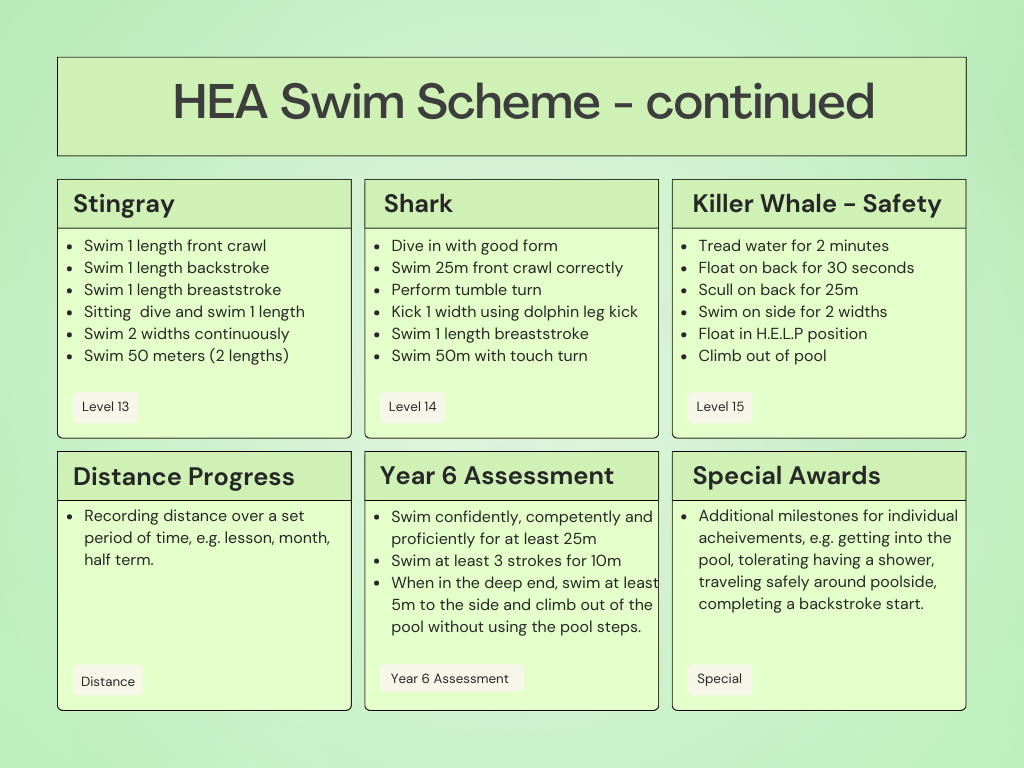 HEA Swim Scheme - continued
Stingray
• Swim 1 length front crawl
• Swim 1 length backstroke
• Swim 1 length breaststroke
• Sitting  dive and swim 1 length
• Swim 2 widths continuously
• Swim 50 meters (2 lengths)
Level 13
Shark
• Dive in with good form
• Swim 25m front crawl correctly
• Perform tumble turn
• Kick 1 width using dolphin leg kick
• Swim 1 length breaststroke
• Swim 50m with touch turn
Level 14
Killer Whale - Safety
• Tread water for 2 minutes
• Float on back for 30 seconds
• Scull on back for 25m
• Swim on side for 2 widths
• Float in H.E.L.P position
• Climb out of pool
Level 15
Distance Progress
• Recording distance over a set
period of time, e.g. lesson, month,
half term.
Distance
Year 6 Assessment
• Swim confidently, competently and
proficiently for at least 25m
• Swim at least 3 strokes for 10m
• When in the deep end, swim at least
5m to the side and climb out of the
pool without using the pool steps.
Year 6 Assessment
Special Awards
• Additional milestones for individual
acheivements, e.g. getting into the
pool, tolerating having a shower,
traveling safely around poolside,
completing a backstroke start.
Special